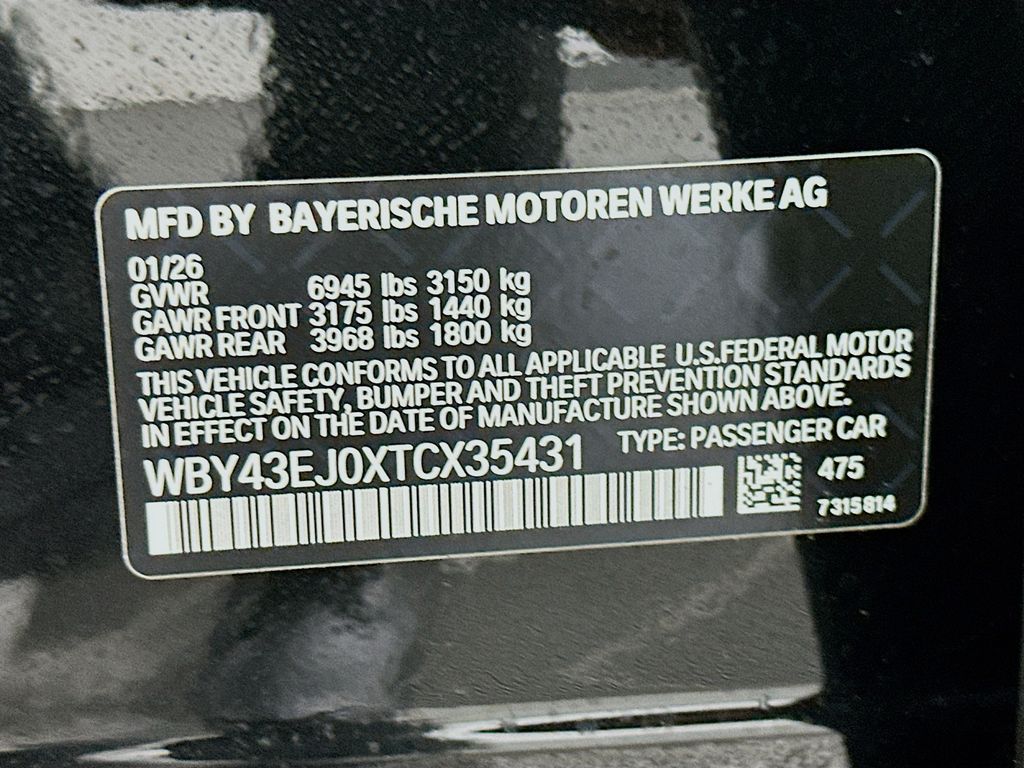 MFD BY BAYERISCHE MOTOREN WERKE AG
01/26
GVWR 6945 lbs 3150 kg
GAWR FRONT 3175 lbs 1440 kg
GAWR REAR 3968 lbs 1800 kg
THIS VEHICLE CONFORMS TO ALL APPLICABLE U.S.FEDERAL MOTOR
VEHICLE SAFETY, BUMPER AND THEFT PREVENTION STANDARDS
IN EFFECT ON THE DATE OF MANUFACTURE SHOWN ABOVE.
WBY43EJ0XTCX35431 TYPE: PASSENGER CAR
475
7315814